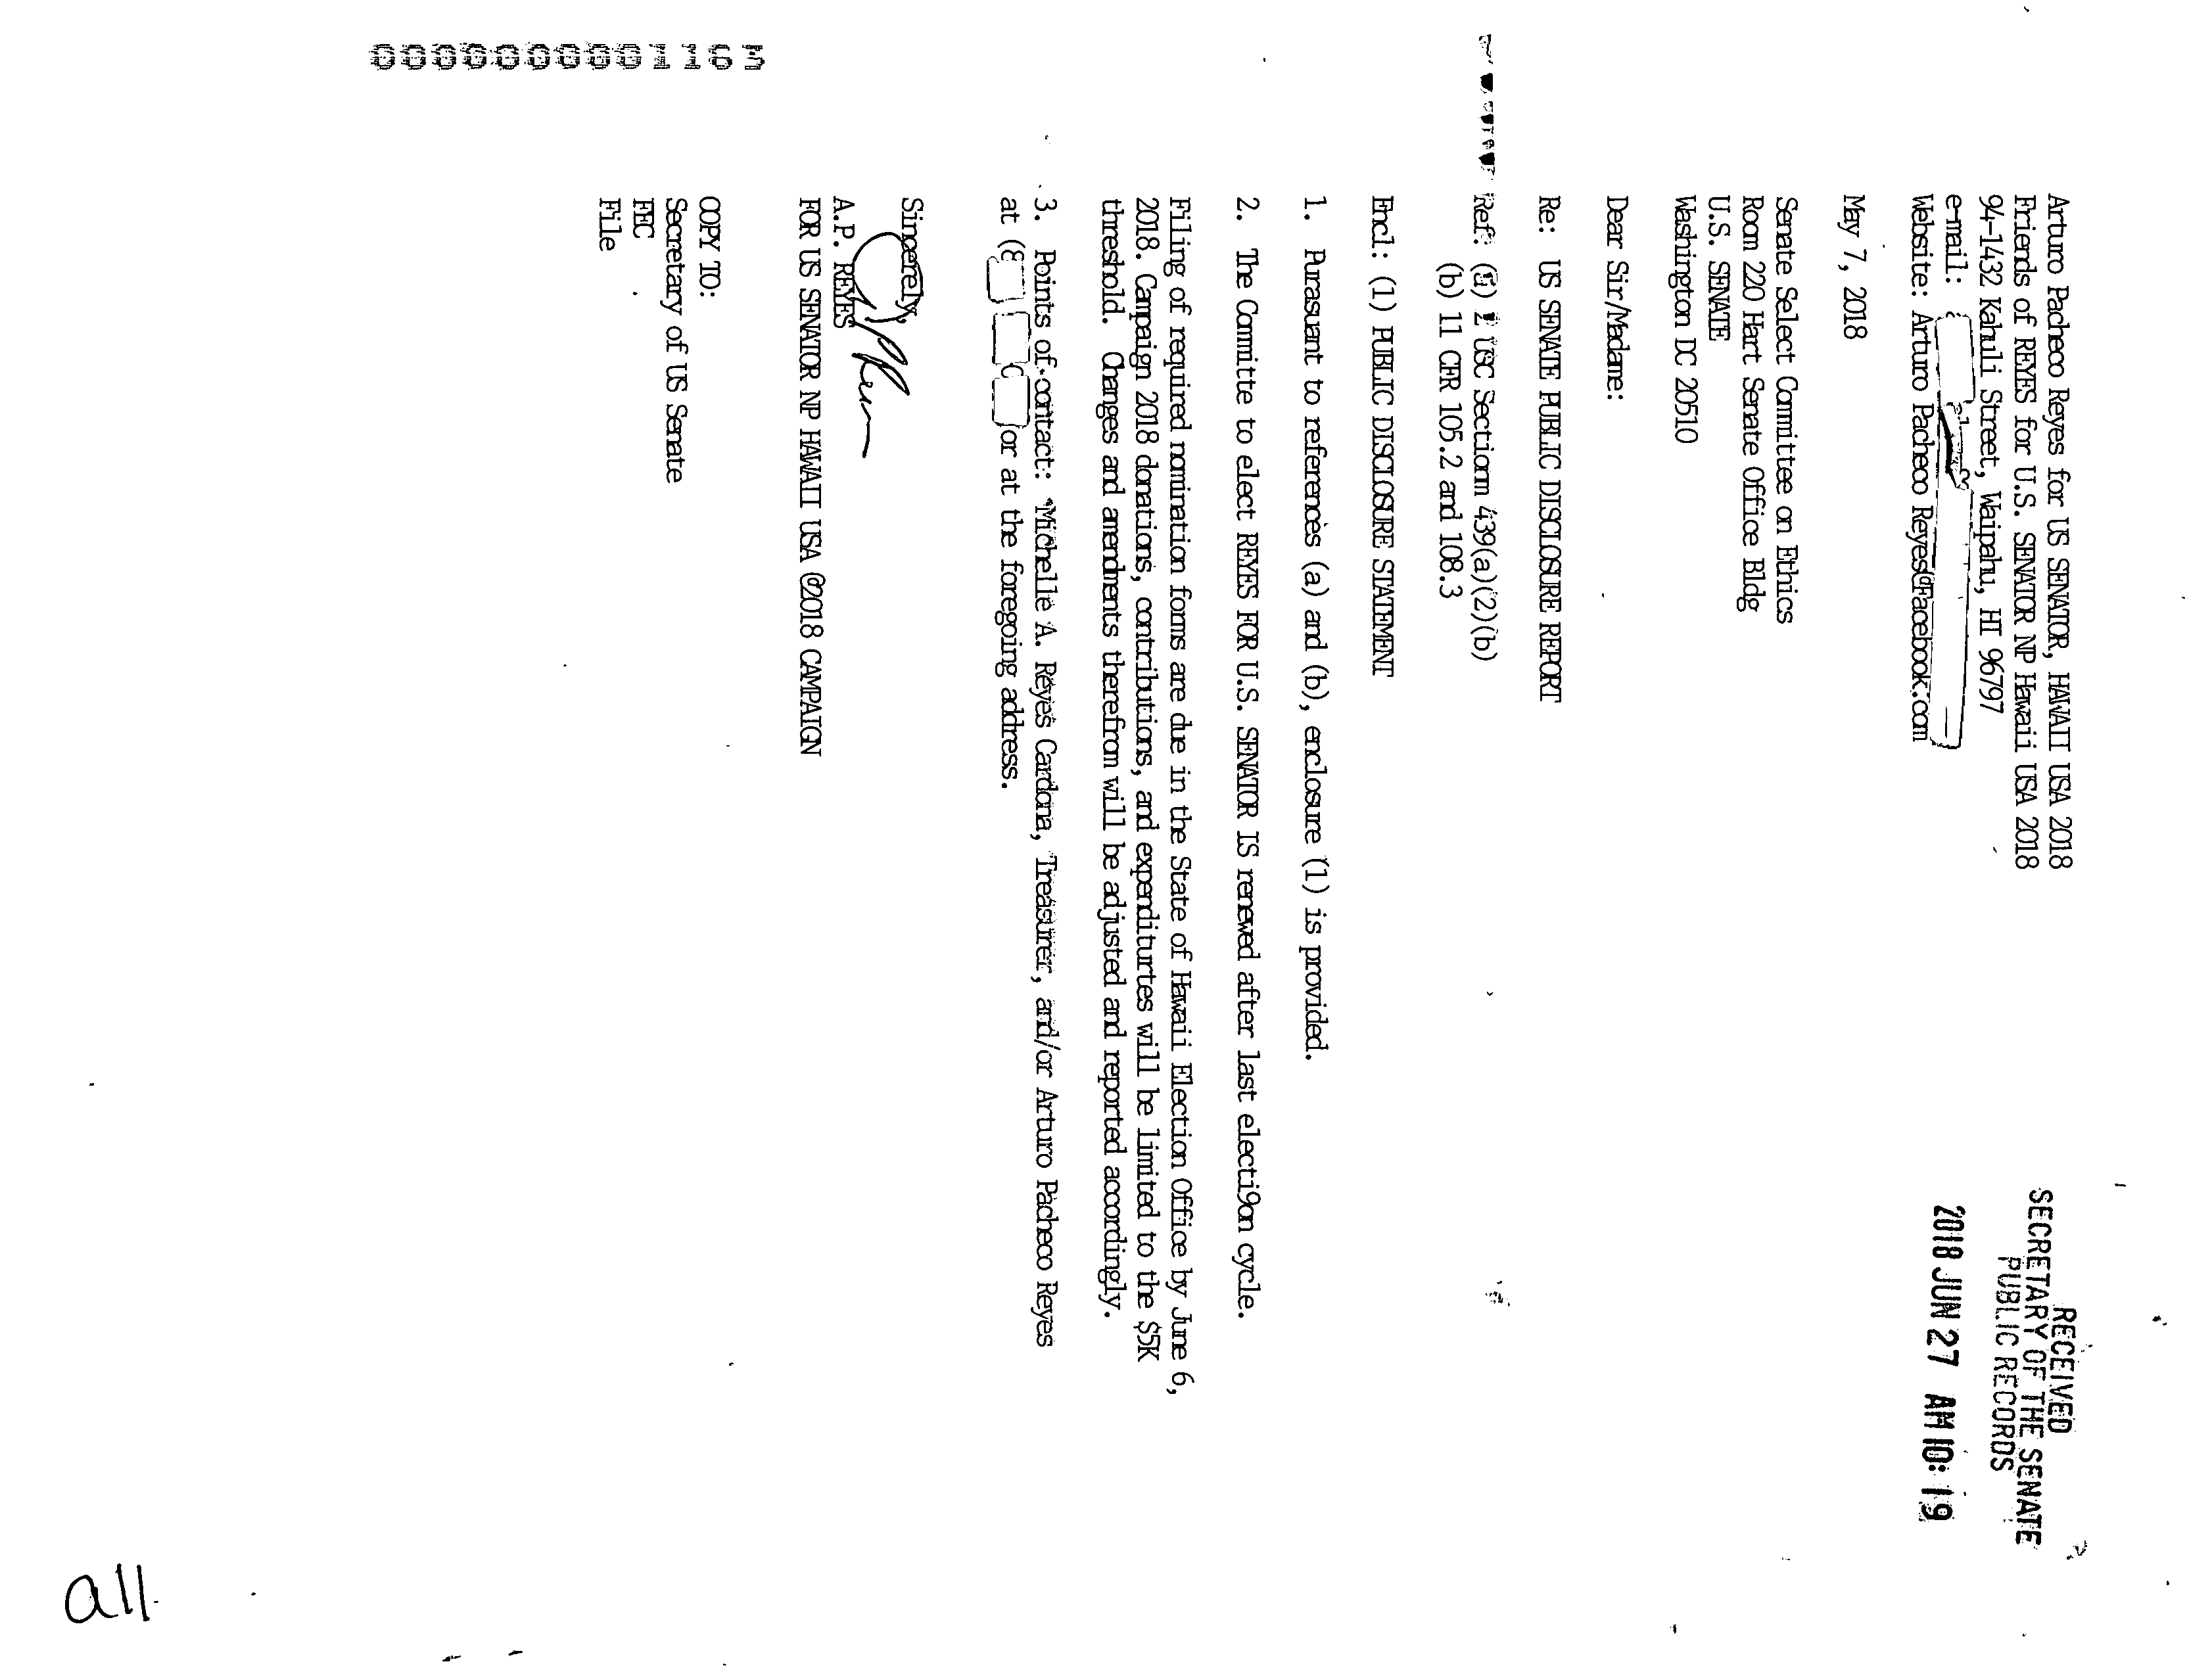 Arturo Pacheco Reyes for US SENATOR, HAWAII USA 2018
Friends of REYES for U.S. SENATOR NP Hawaii USA 2018
94-1432 Kahuli Street, Waipahu, HI 96797
e-mail:
Website: Arturo Pacheco Reyes@Facebook.com
RECEIVED
SECRETARY OF THE SENATE
PUBLIC RECORDS
2018 JUN 27 AM 10: 19
May 7, 2018
Senate Select Committee on Ethics
Room 220 Hart Senate Office Bldg
U.S. SENATE
Washington DC 20510
Dear Sir/Madame:
Re: US SENATE PUBLIC DISCLOSURE REPORT
Ref: 2 USC Sectionm 439(a)(2)(b)
(b) 11 CFR 105.2 and 108.3
Encl: (1) PUBLIC DISCLOSURE STATEMENT
1. Purasuant to references (a) and (b), enclosure (1) is provided.
2. The Committe to elect REYES FOR U.S. SENATOR IS renewed after last electi9on cycle.
Filing of required nomination forms are due in the State of Hawaii Election Office by June 6,
2018. Campaign 2018 donations, contributions, and expenditurtes will be limited to the $5K
threshold. Changes and amendments therefrom will be adjusted and reported accordingly.
3. Points of contact: Michelle A. Reyes Cardona, Treasurer, and/or Arturo Pacheco Reyes
at (8 or at the foregoing address.
Sincerely,
A.P. REYES
FOR US SENATOR NP HAWAII USA @2018 CAMPAIGN
COPY TO:
Secretary of US Senate
FEC
File
all